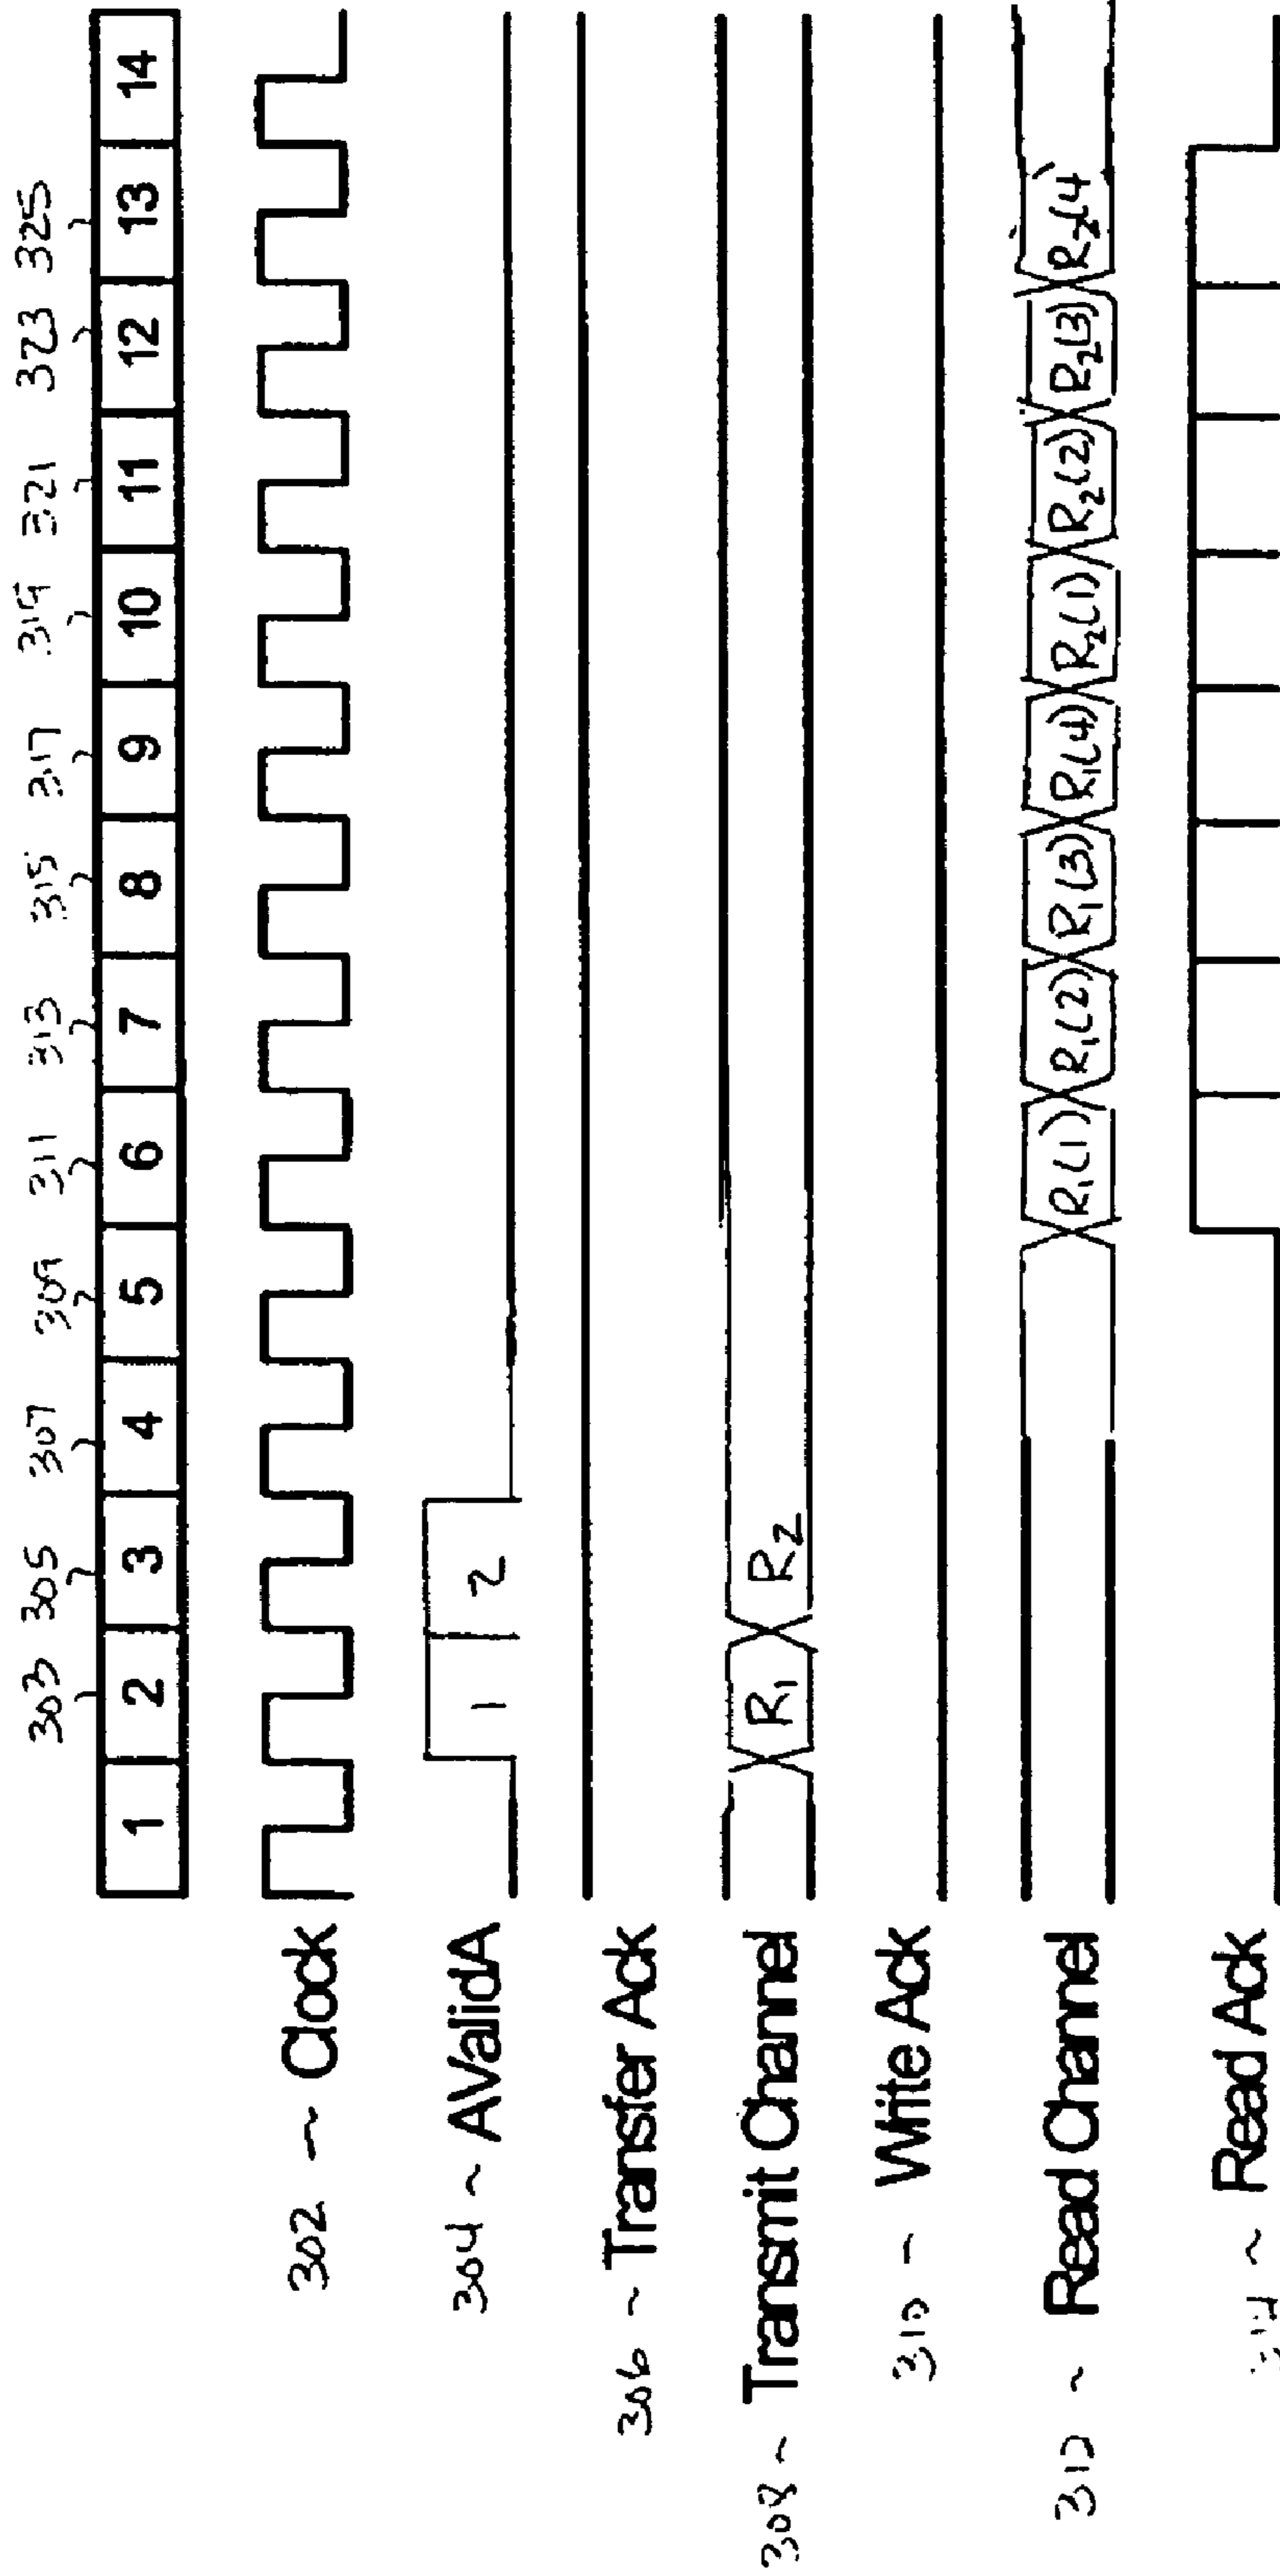 303 305 307 309 311 313 315 317 319 321 323 325
1 2 3 4 5 6 7 8 9 10 11 12 13 14
302 ~ Clock
304 ~ AValidA
1 2
306 ~ Transfer Ack
308 ~ Transmit Channel
R1 R2
310 - Write Ack
312 ~ Read Channel
R1(1) R1(2) R1(3) R1(4) R2(1) R2(2) R2(3) R2(4)
~ Read Ack